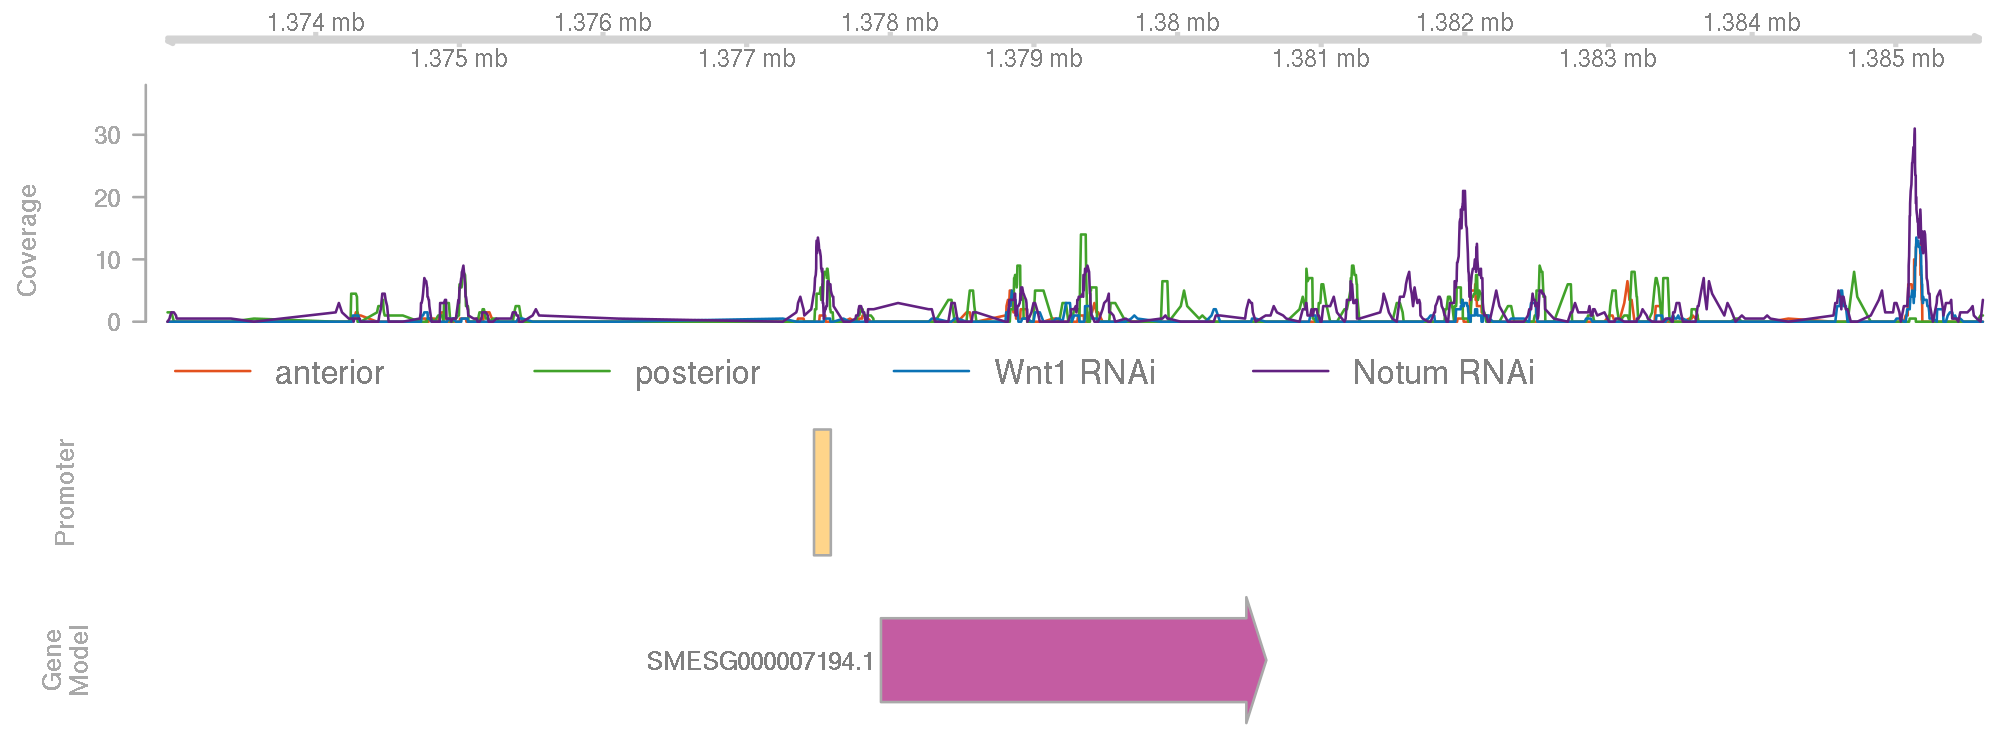 1.374 mb 1.376 mb 1.378 mb 1.38 mb 1.382 mb 1.384 mb
1.375 mb 1.377 mb 1.379 mb 1.381 mb 1.383 mb 1.385 mb
Coverage
30
20
10
0
anterior posterior Wnt1 RNAi Notum RNAi
Promoter
Gene
Model
SMESG000007194.1